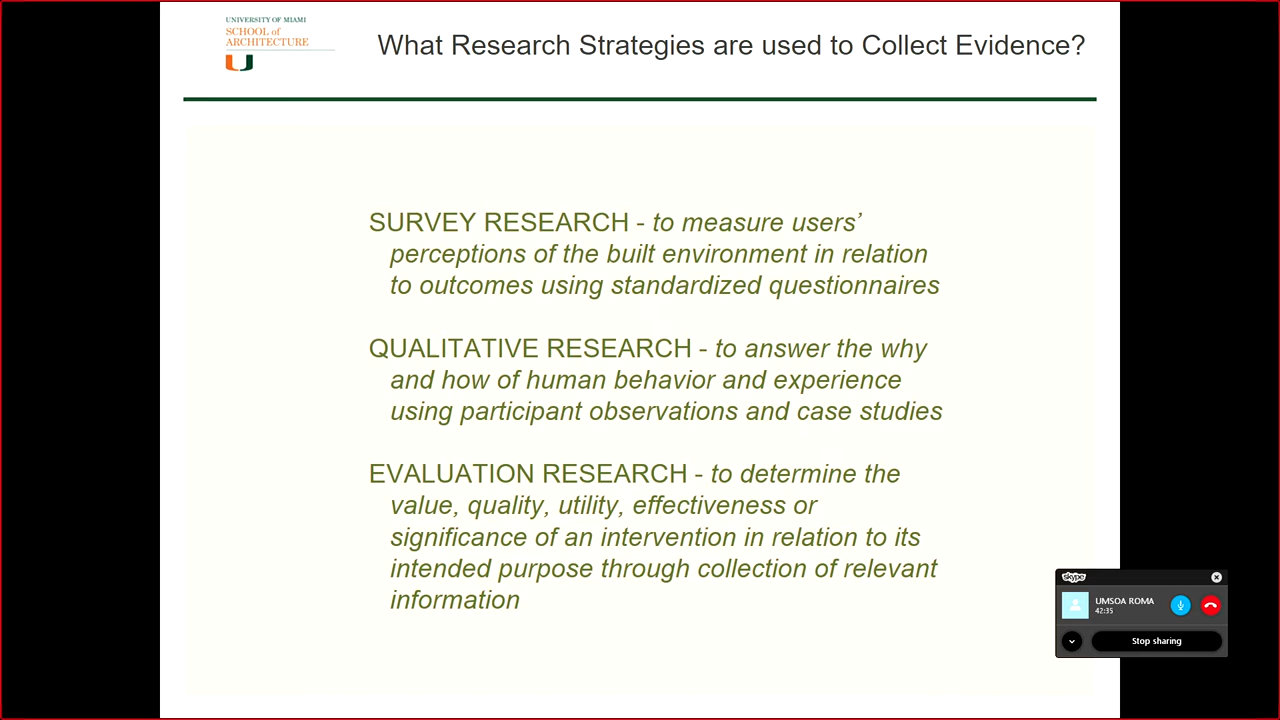 UNIVERSITY OF MIAMI
SCHOOL of
ARCHITECTURE
What Research Strategies are used to Collect Evidence?
SURVEY RESEARCH - to measure users’
perceptions of the built environment in relation
to outcomes using standardized questionnaires
QUALITATIVE RESEARCH - to answer the why
and how of human behavior and experience
using participant observations and case studies
EVALUATION RESEARCH - to determine the
value, quality, utility, effectiveness or
significance of an intervention in relation to its
intended purpose through collection of relevant
information
skype
UMSOA ROMA
42:35
Stop sharing